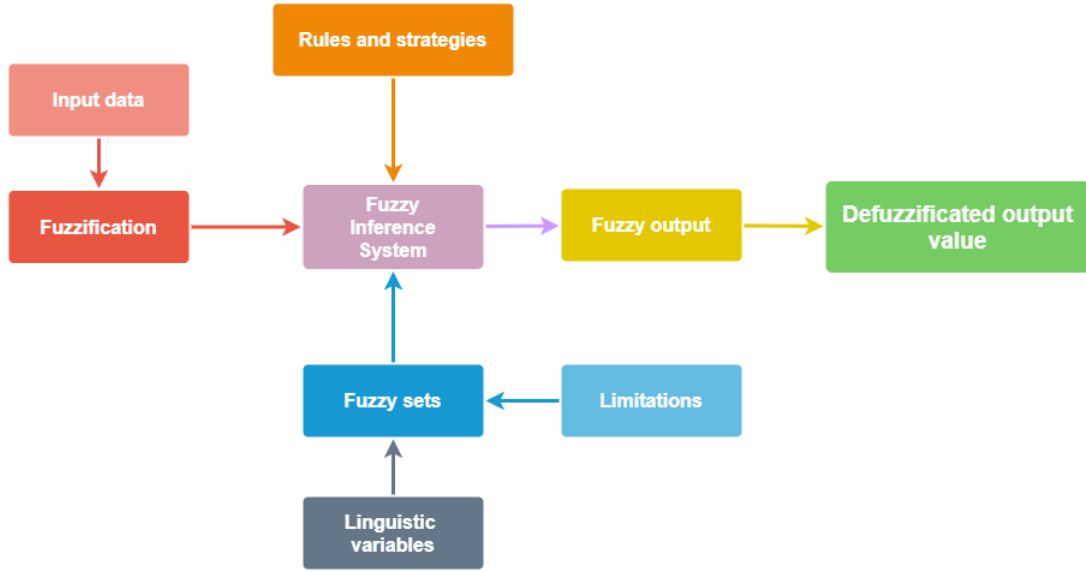 Rules and strategies
Input data
Fuzzification
Fuzzy
Inference
System
Fuzzy output
Defuzzificated output
value
Fuzzy sets
Limitations
Linguistic
variables